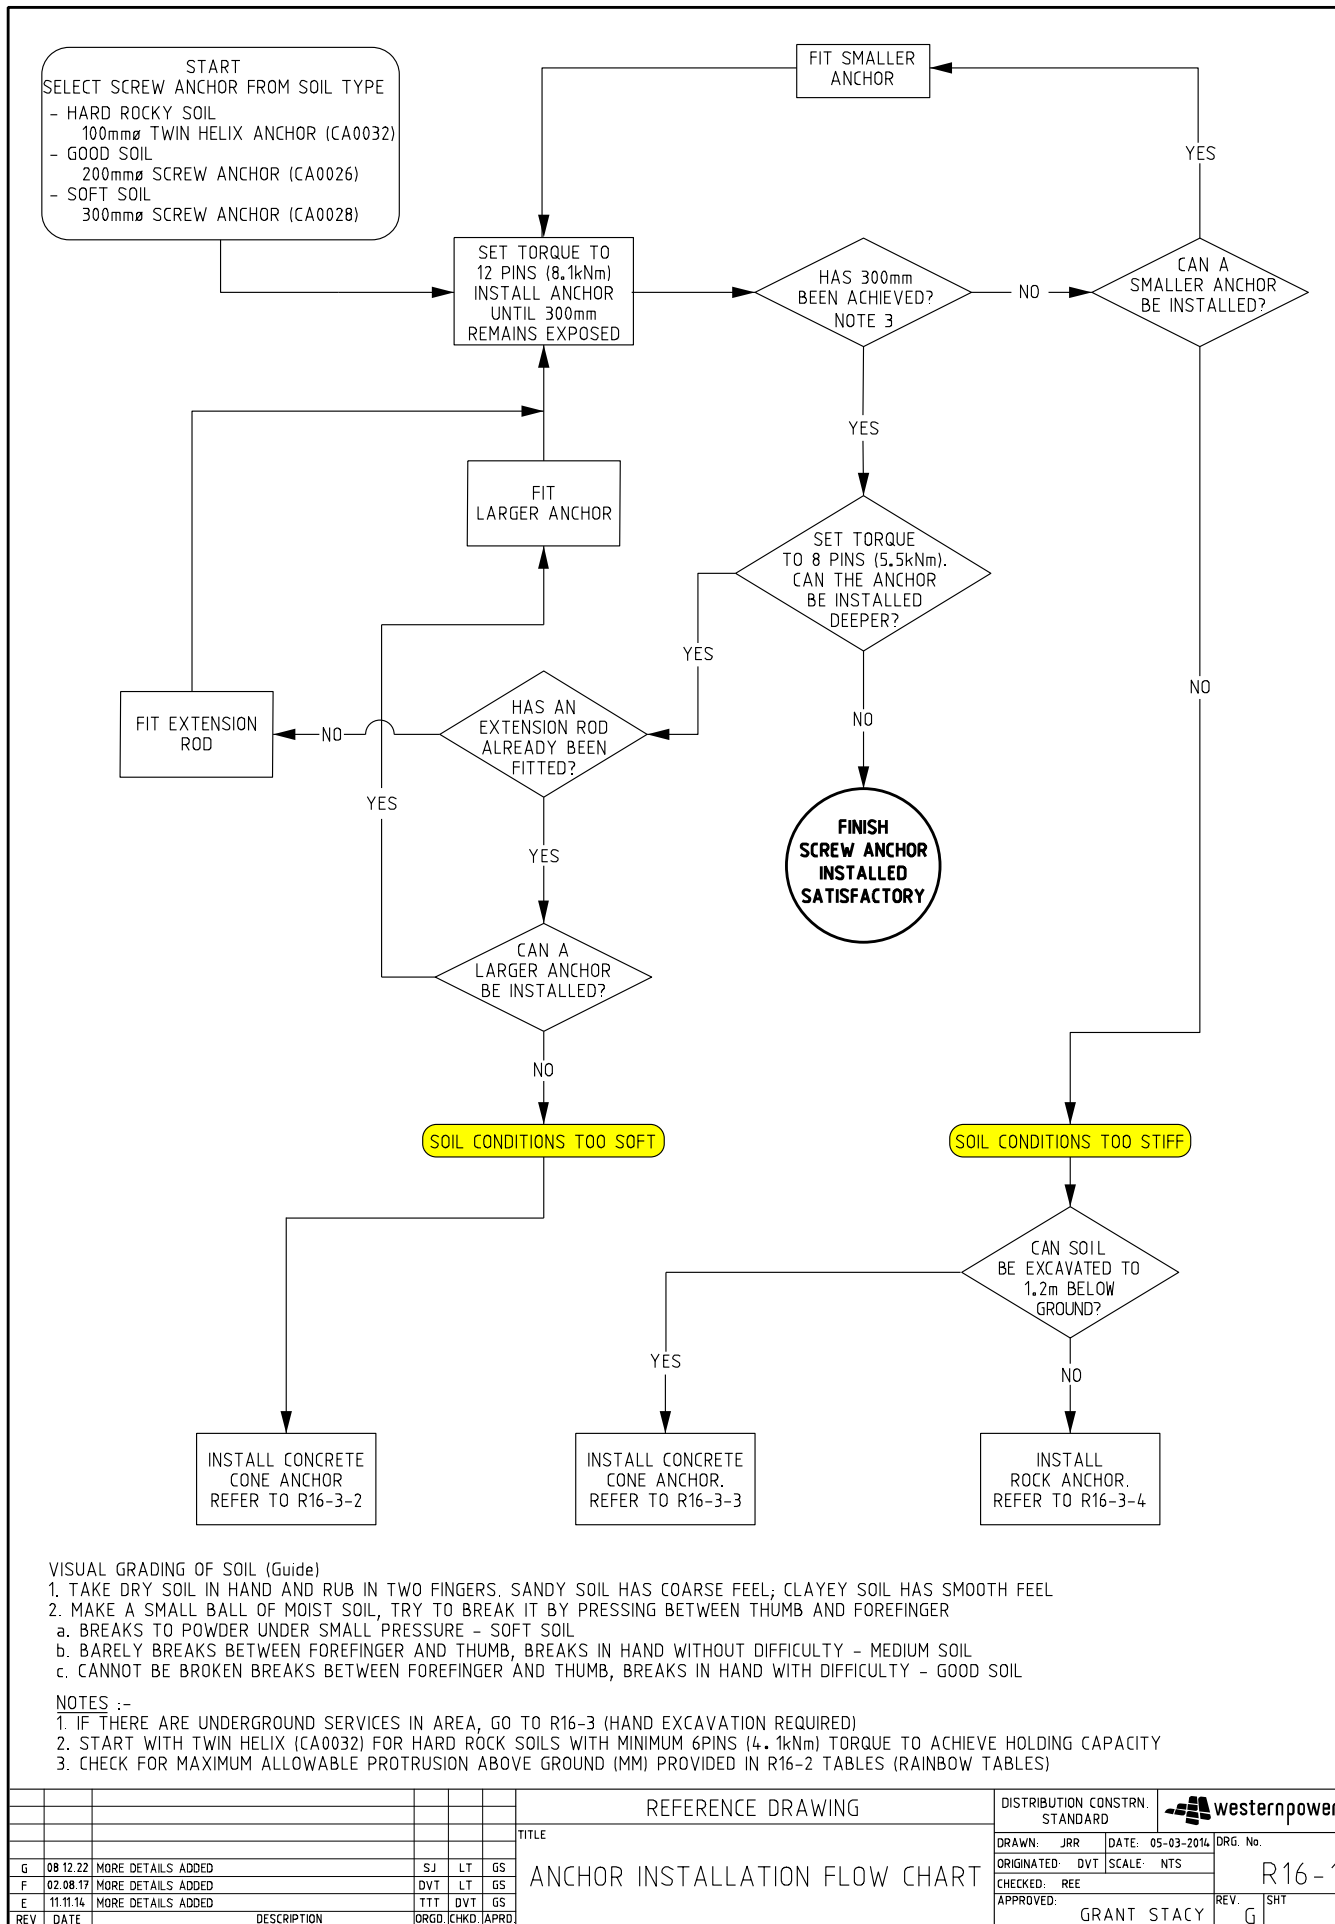 START
SELECT SCREW ANCHOR FROM SOIL TYPE
- HARD ROCKY SOIL
100mmø TWIN HELIX ANCHOR (CA0032)
- GOOD SOIL
200mmø SCREW ANCHOR (CA0026)
- SOFT SOIL
300mmø SCREW ANCHOR (CA0028)
FIT SMALLER
ANCHOR
YES
SET TORQUE TO
12 PINS (8.1kNm)
INSTALL ANCHOR
UNTIL 300mm
REMAINS EXPOSED
HAS 300mm
BEEN ACHIEVED?
NOTE 3
NO
CAN A
SMALLER ANCHOR
BE INSTALLED?
YES
FIT
LARGER ANCHOR
SET TORQUE
TO 8 PINS (5.5kNm).
CAN THE ANCHOR
BE INSTALLED
DEEPER?
YES
NO
NO
FIT EXTENSION
ROD
NO
HAS AN
EXTENSION ROD
ALREADY BEEN
FITTED?
YES
YES
FINISH
SCREW ANCHOR
INSTALLED
SATISFACTORY
CAN A
LARGER ANCHOR
BE INSTALLED?
NO
SOIL CONDITIONS TOO SOFT
SOIL CONDITIONS TOO STIFF
CAN SOIL
BE EXCAVATED TO
1.2m BELOW
GROUND?
YES
NO
INSTALL CONCRETE
CONE ANCHOR
REFER TO R16-3-2
INSTALL CONCRETE
CONE ANCHOR.
REFER TO R16-3-3
INSTALL
ROCK ANCHOR.
REFER TO R16-3-4
VISUAL GRADING OF SOIL (Guide)
1. TAKE DRY SOIL IN HAND AND RUB IN TWO FINGERS. SANDY SOIL HAS COARSE FEEL; CLAYEY SOIL HAS SMOOTH FEEL
2. MAKE A SMALL BALL OF MOIST SOIL, TRY TO BREAK IT BY PRESSING BETWEEN THUMB AND FOREFINGER
a. BREAKS TO POWDER UNDER SMALL PRESSURE - SOFT SOIL
b. BARELY BREAKS BETWEEN FOREFINGER AND THUMB, BREAKS IN HAND WITHOUT DIFFICULTY - MEDIUM SOIL
c. CANNOT BE BROKEN BREAKS BETWEEN FOREFINGER AND THUMB, BREAKS IN HAND WITH DIFFICULTY - GOOD SOIL
NOTES :-
1. IF THERE ARE UNDERGROUND SERVICES IN AREA, GO TO R16-3 (HAND EXCAVATION REQUIRED)
2. START WITH TWIN HELIX (CA0032) FOR HARD ROCK SOILS WITH MINIMUM 6PINS (4.1kNm) TORQUE TO ACHIEVE HOLDING CAPACITY
3. CHECK FOR MAXIMUM ALLOWABLE PROTRUSION ABOVE GROUND (MM) PROVIDED IN R16-2 TABLES (RAINBOW TABLES)
G 08 12.22 MORE DETAILS ADDED SJ LT GS
F 02.08.17 MORE DETAILS ADDED DVT LT GS
E 11.11.14 MORE DETAILS ADDED TTT DVT GS
REV DATE DESCRIPTION ORGD. CHKD. APRD.
REFERENCE DRAWING
TITLE
ANCHOR INSTALLATION FLOW CHART
DISTRIBUTION CONSTRN.
STANDARD
westernpower
DRAWN: JRR DATE: 05-03-2014 DRG. No.
ORIGINATED: DVT SCALE: NTS
CHECKED: REE
R16-1
APPROVED: GRANT STACY
REV. G SHT